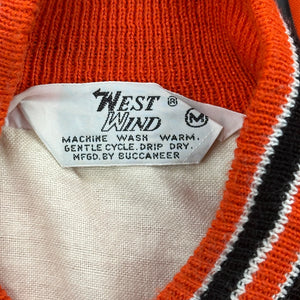 WEST ®
WIND Ⓜ
MACHINE WASH WARM.
GENTLE CYCLE. DRIP DRY.
MFGD. BY BUCCANEER